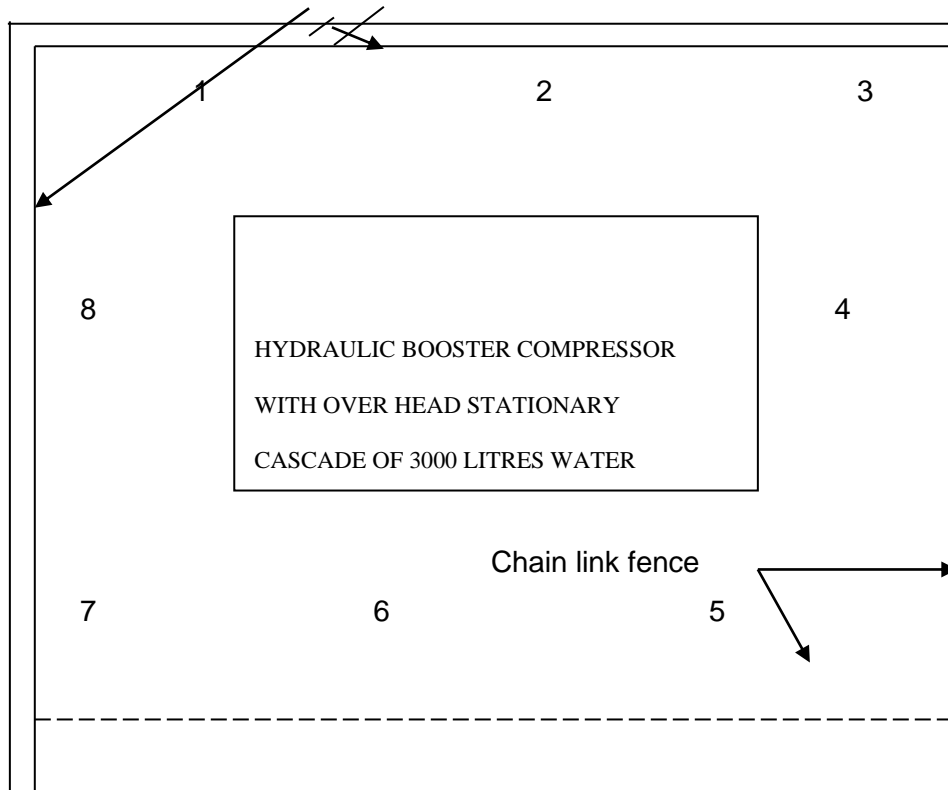 1 2 3
8 4
HYDRAULIC BOOSTER COMPRESSOR
WITH OVER HEAD STATIONARY
CASCADE OF 3000 LITRES WATER
Chain link fence
7 6 5